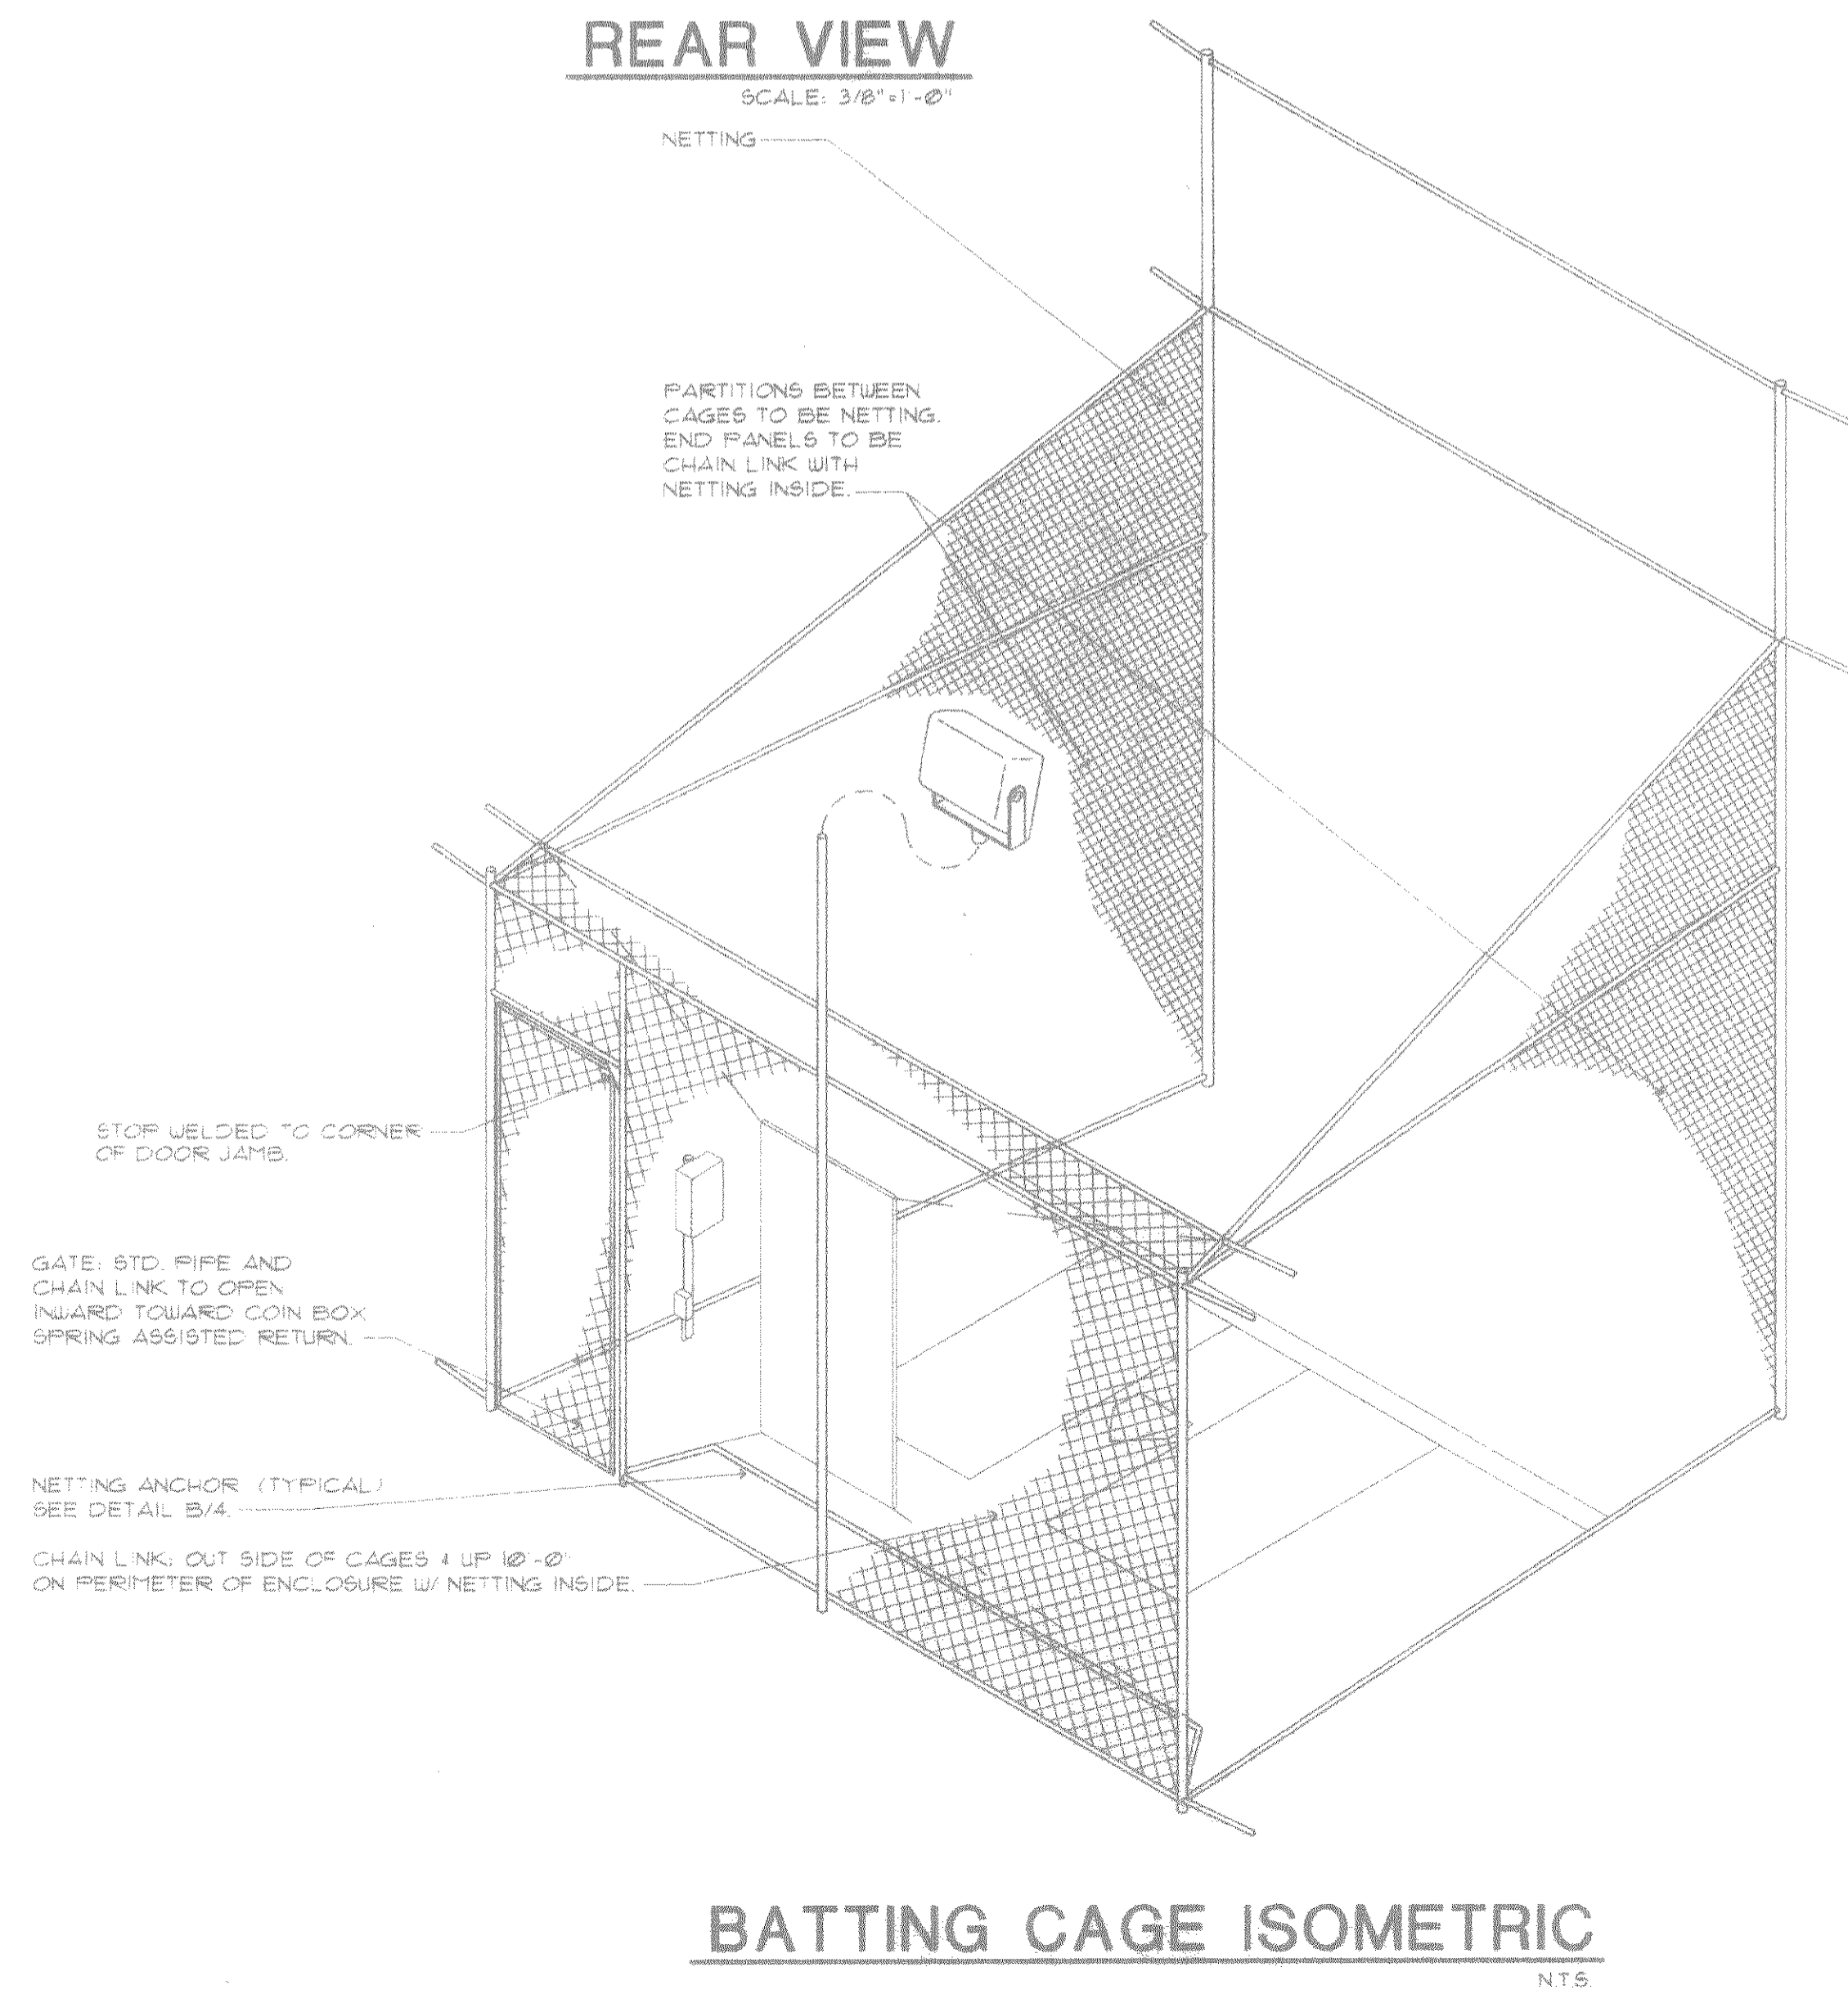 REAR VIEW
SCALE: 3/8"=1'-0"
NETTING
PARTITIONS BETWEEN
CAGES TO BE NETTING.
END PANELS TO BE
CHAIN LINK WITH
NETTING INSIDE.
STOP WELDED TO CORNER
OF DOOR JAMB.
GATE: STD. PIPE AND
CHAIN LINK TO OPEN
INWARD TOWARD COIN BOX
SPRING ASSISTED RETURN.
NETTING ANCHOR (TYPICAL)
SEE DETAIL B/4.
CHAIN LINK: OUT SIDE OF CAGES & UP 10'-0"
ON PERIMETER OF ENCLOSURE W/ NETTING INSIDE.
BATTING CAGE ISOMETRIC
N.T.S.